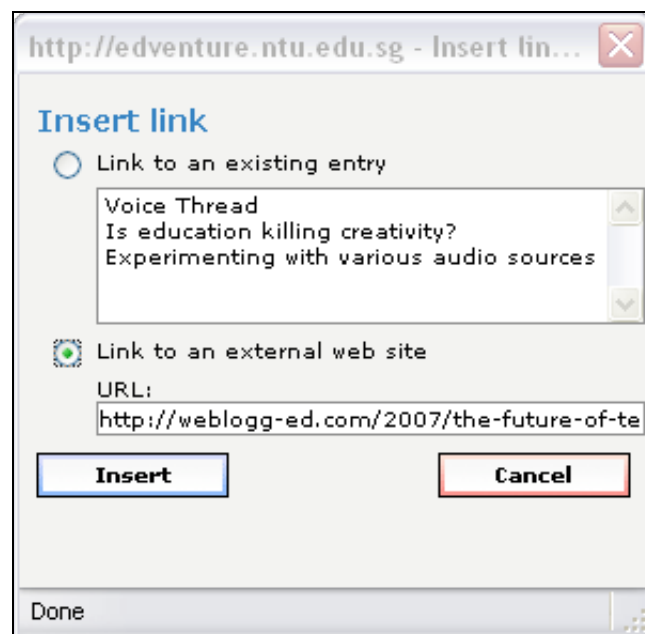 http://edventure.ntu.edu.sg - Insert lin...
Insert link
Link to an existing entry
Voice Thread
Is education killing creativity?
Experimenting with various audio sources
Link to an external web site
URL:
http://weblogg-ed.com/2007/the-future-of-te
Insert Cancel
Done